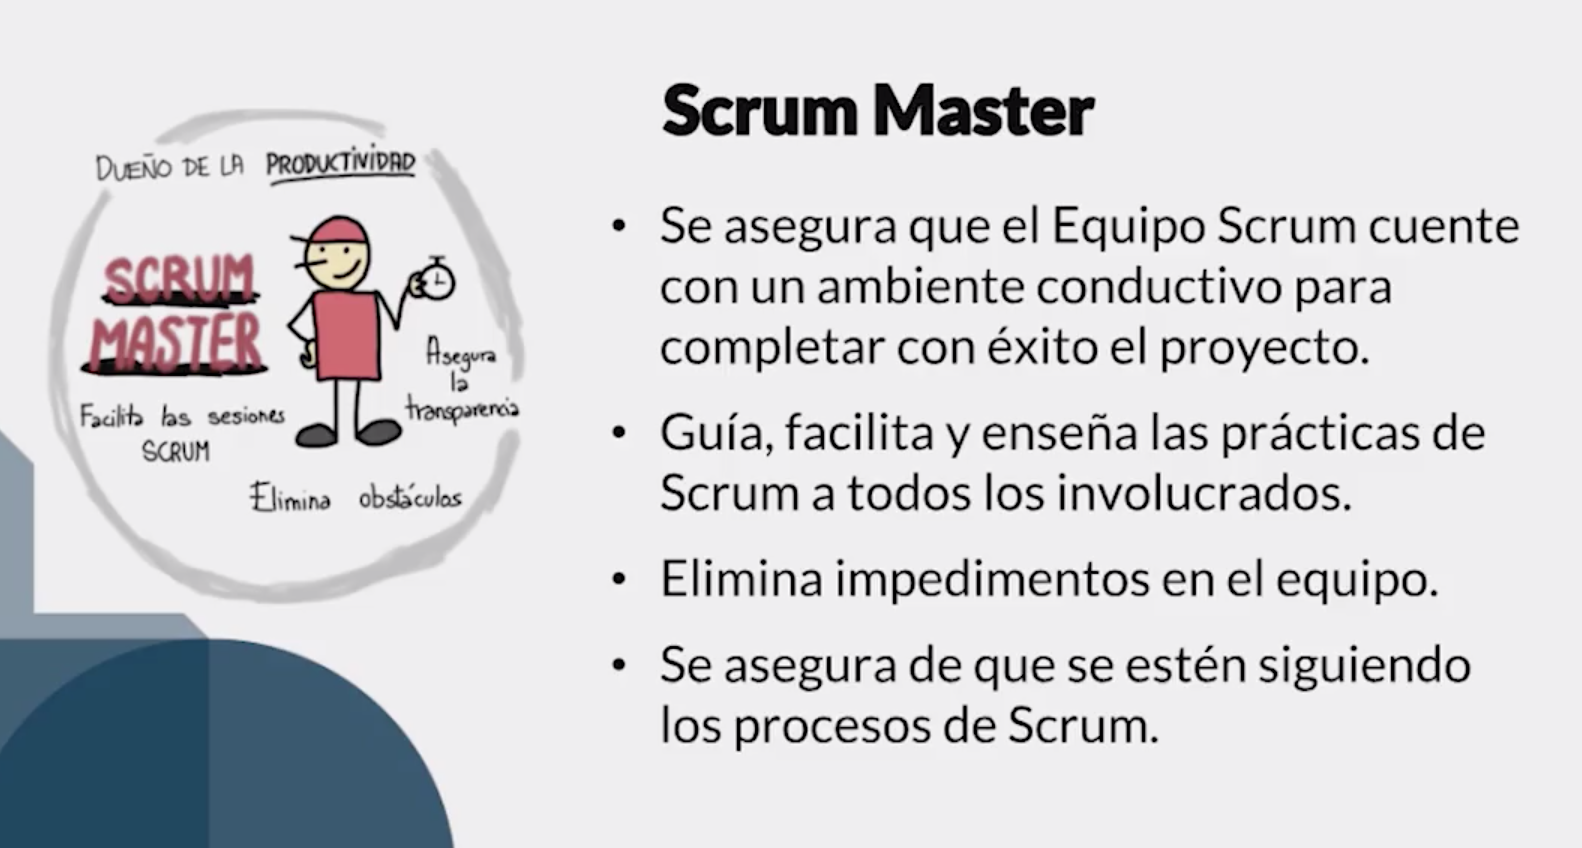 DUEÑO DE LA PRODUCTIVIDAD
SCRUM
MASTER
Facilita las sesiones
SCRUM
Asegura
la
transparencia
Elimina obstáculos
Scrum Master
• Se asegura que el Equipo Scrum cuente
con un ambiente conductivo para
completar con éxito el proyecto.
• Guía, facilita y enseña las prácticas de
Scrum a todos los involucrados.
• Elimina impedimentos en el equipo.
• Se asegura de que se estén siguiendo
los procesos de Scrum.